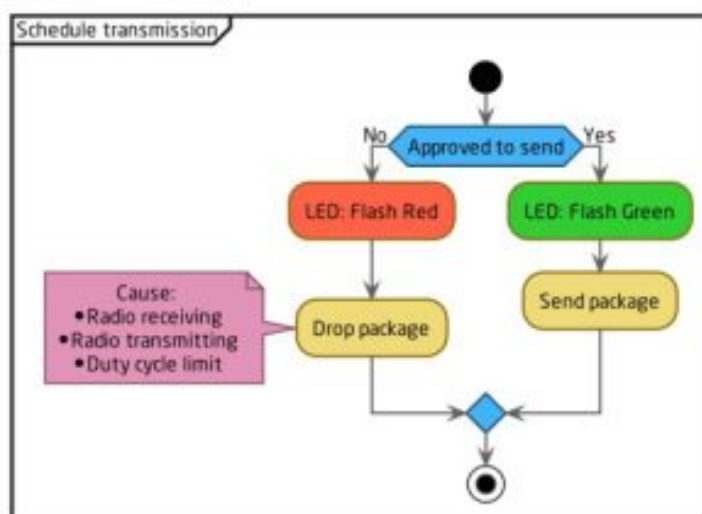 Schedule transmission
No
Approved to send
Yes
LED: Flash Red
LED: Flash Green
Cause:
•Radio receiving
•Radio transmitting
•Duty cycle limit
Drop package
Send package